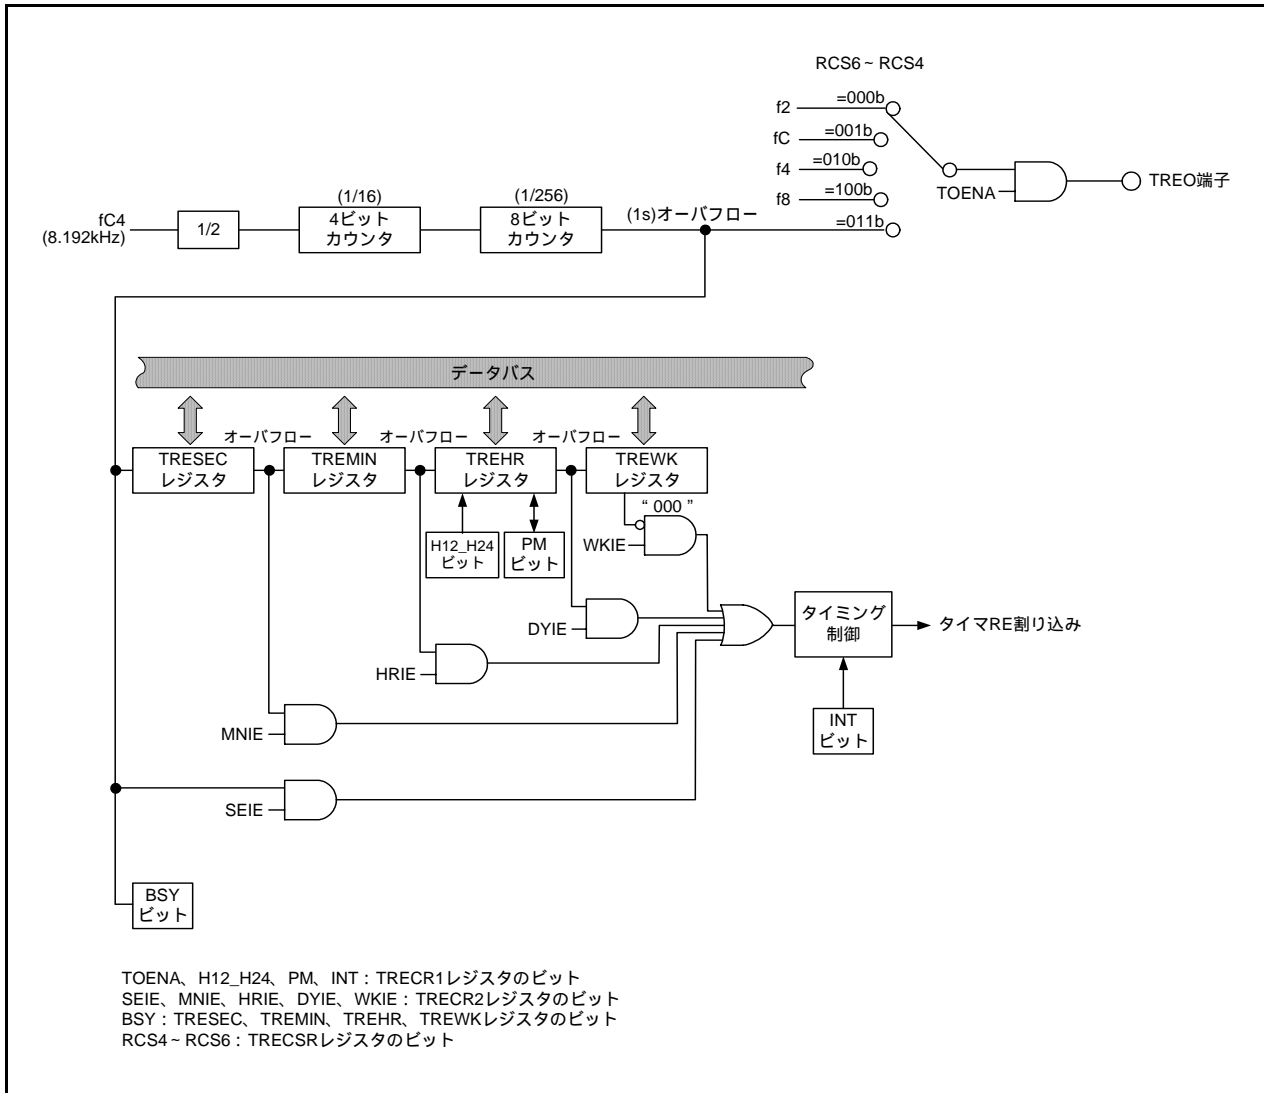 RCS6~RCS4
f2
=000b
fC
=001b
f4
=010b
f8
=100b
=011b
TOENA
TREO端子
fC4
(8.192kHz)
1/2
(1/16)
4ビット
カウンタ
(1/256)
8ビット
カウンタ
(1s)オーバフロー
データバス
オーバフロー
オーバフロー
オーバフロー
TRESEC
レジスタ
TREMIN
レジスタ
TREHR
レジスタ
TREWK
レジスタ
H12_H24
ビット
PM
ビット
“ 000 ”
WKIE
DYIE
HRIE
MNIE
SEIE
タイミング
制御
タイマRE割り込み
INT
ビット
BSY
ビット
TOENA、H12_H24、PM、INT:TRECR1レジスタのビット
SEIE、MNIE、HRIE、DYIE、WKIE:TRECR2レジスタのビット
BSY:TRESEC、TREMIN、TREHR、TREWKレジスタのビット
RCS4~RCS6:TRECSRレジスタのビット